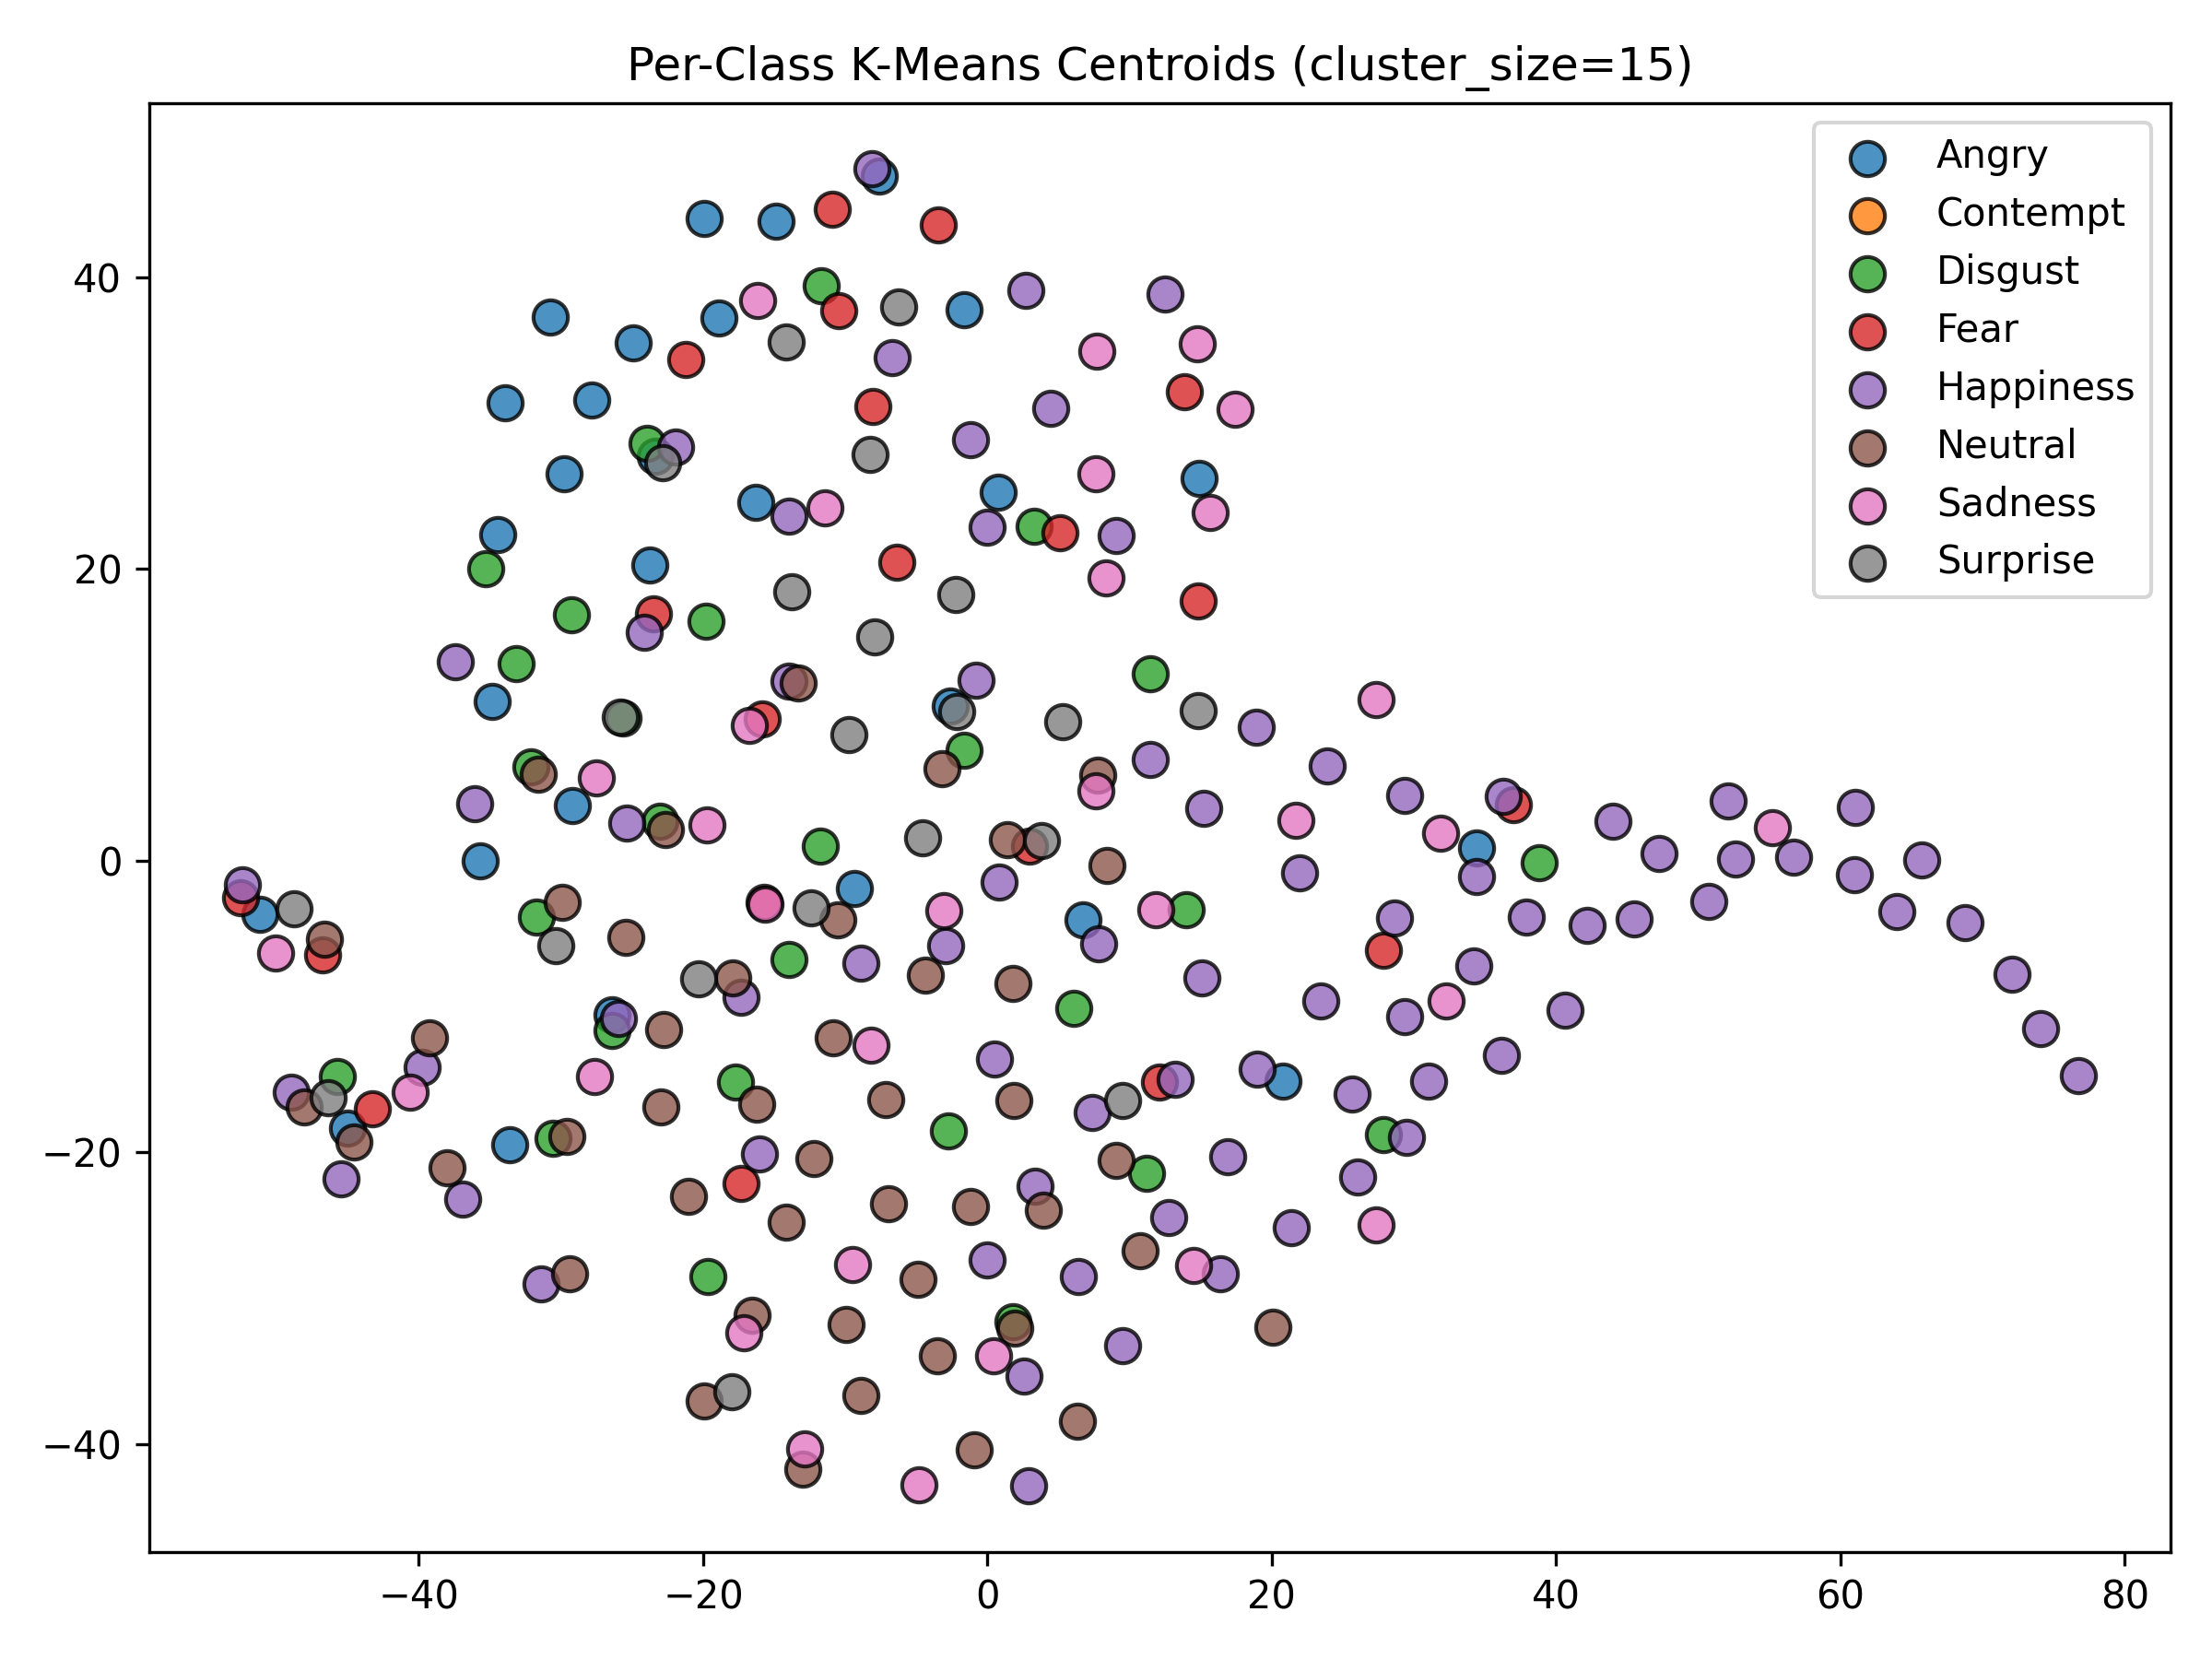 Per-Class K-Means Centroids (cluster_size=15)
Angry
Contempt
Disgust
Fear
Happiness
Neutral
Sadness
Surprise
40
20
0
−20
−40
−40 −20 0 20 40 60 80